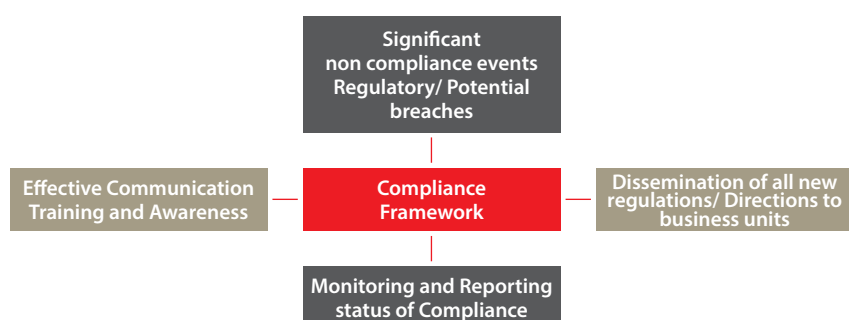 Significant
non compliance events
Regulatory/ Potential
breaches
Effective Communication
Training and Awareness
Compliance
Framework
Dissemination of all new
regulations/ Directions to
business units
Monitoring and Reporting
status of Compliance